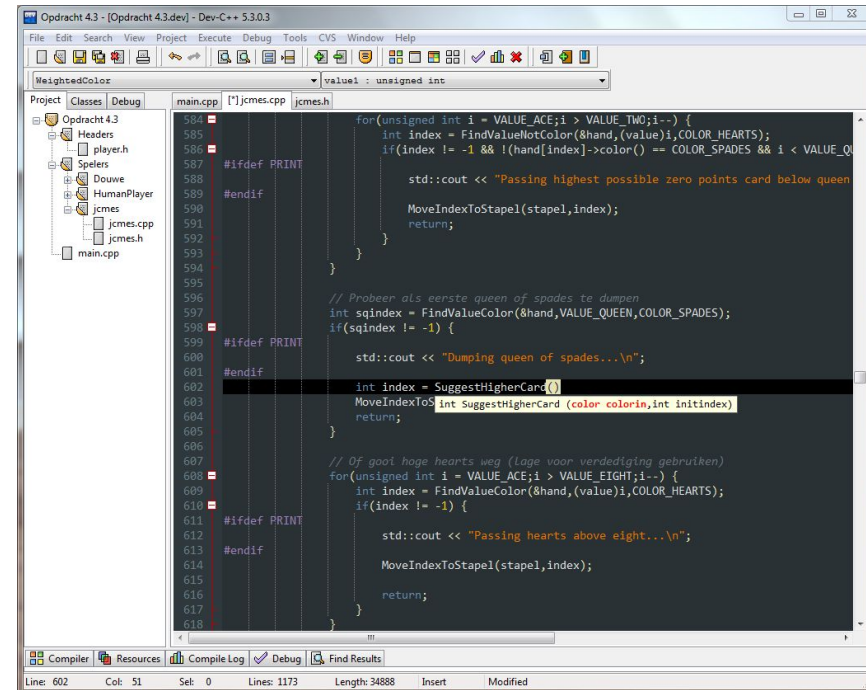 Opdracht 4.3 - [Opdracht 4.3.dev] - Dev-C++ 5.3.0.3
File Edit Search View Project Execute Debug Tools CVS Window Help
WeightedColor value1 : unsigned int
Project Classes Debug
Opdracht 4.3
Headers
player.h
Spelers
Douwe
HumanPlayer
jcmes
jcmes.cpp
jcmes.h
main.cpp
main.cpp [*] jcmes.cpp jcmes.h
584 for(unsigned int i = VALUE_ACE;i > VALUE_TWO;i--) {
585 int index = FindValueNotColor(&hand,(value)i,COLOR_HEARTS);
586 if(index != -1 && !(hand[index]->color() == COLOR_SPADES && i < VALUE_QU
587 #ifdef PRINT
588 std::cout << "Passing highest possible zero points card below queen
589 #endif
590 MoveIndexToStapel(stapel,index);
591 return;
592 }
593 }
594 }
595
596 // Probeer als eerste queen of spades te dumpen
597 int sqindex = FindValueColor(&hand,VALUE_QUEEN,COLOR_SPADES);
598 if(sqindex != -1) {
599 #ifdef PRINT
600 std::cout << "Dumping queen of spades...\n";
601 #endif
602 int index = SuggestHigherCard()
603 MoveIndexToS int SuggestHigherCard (color colorin,int initindex)
604 return;
605 }
606
607 // Of gooi hoge hearts weg (lage voor verdediging gebruiken)
608 for(unsigned int i = VALUE_ACE;i > VALUE_EIGHT;i--) {
609 int index = FindValueColor(&hand,(value)i,COLOR_HEARTS);
610 if(index != -1) {
611 #ifdef PRINT
612 std::cout << "Passing hearts above eight...\n";
613 #endif
614 MoveIndexToStapel(stapel,index);
615
616 return;
617 }
618 }
Compiler Resources Compile Log Debug Find Results
Line: 602 Col: 51 Sel: 0 Lines: 1173 Length: 34888 Insert Modified